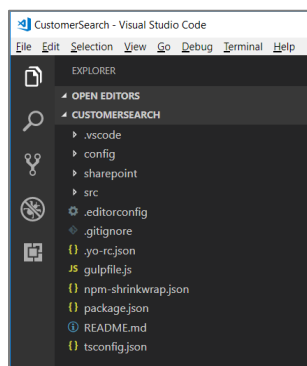 CustomerSearch - Visual Studio Code
File Edit Selection View Go Debug Terminal Help
EXPLORER
OPEN EDITORS
CUSTOMERSEARCH
.vscode
config
sharepoint
src
.editorconfig
.gitignore
{} .yo-rc.json
JS gulpfile.js
{} npm-shrinkwrap.json
{} package.json
README.md
{} tsconfig.json